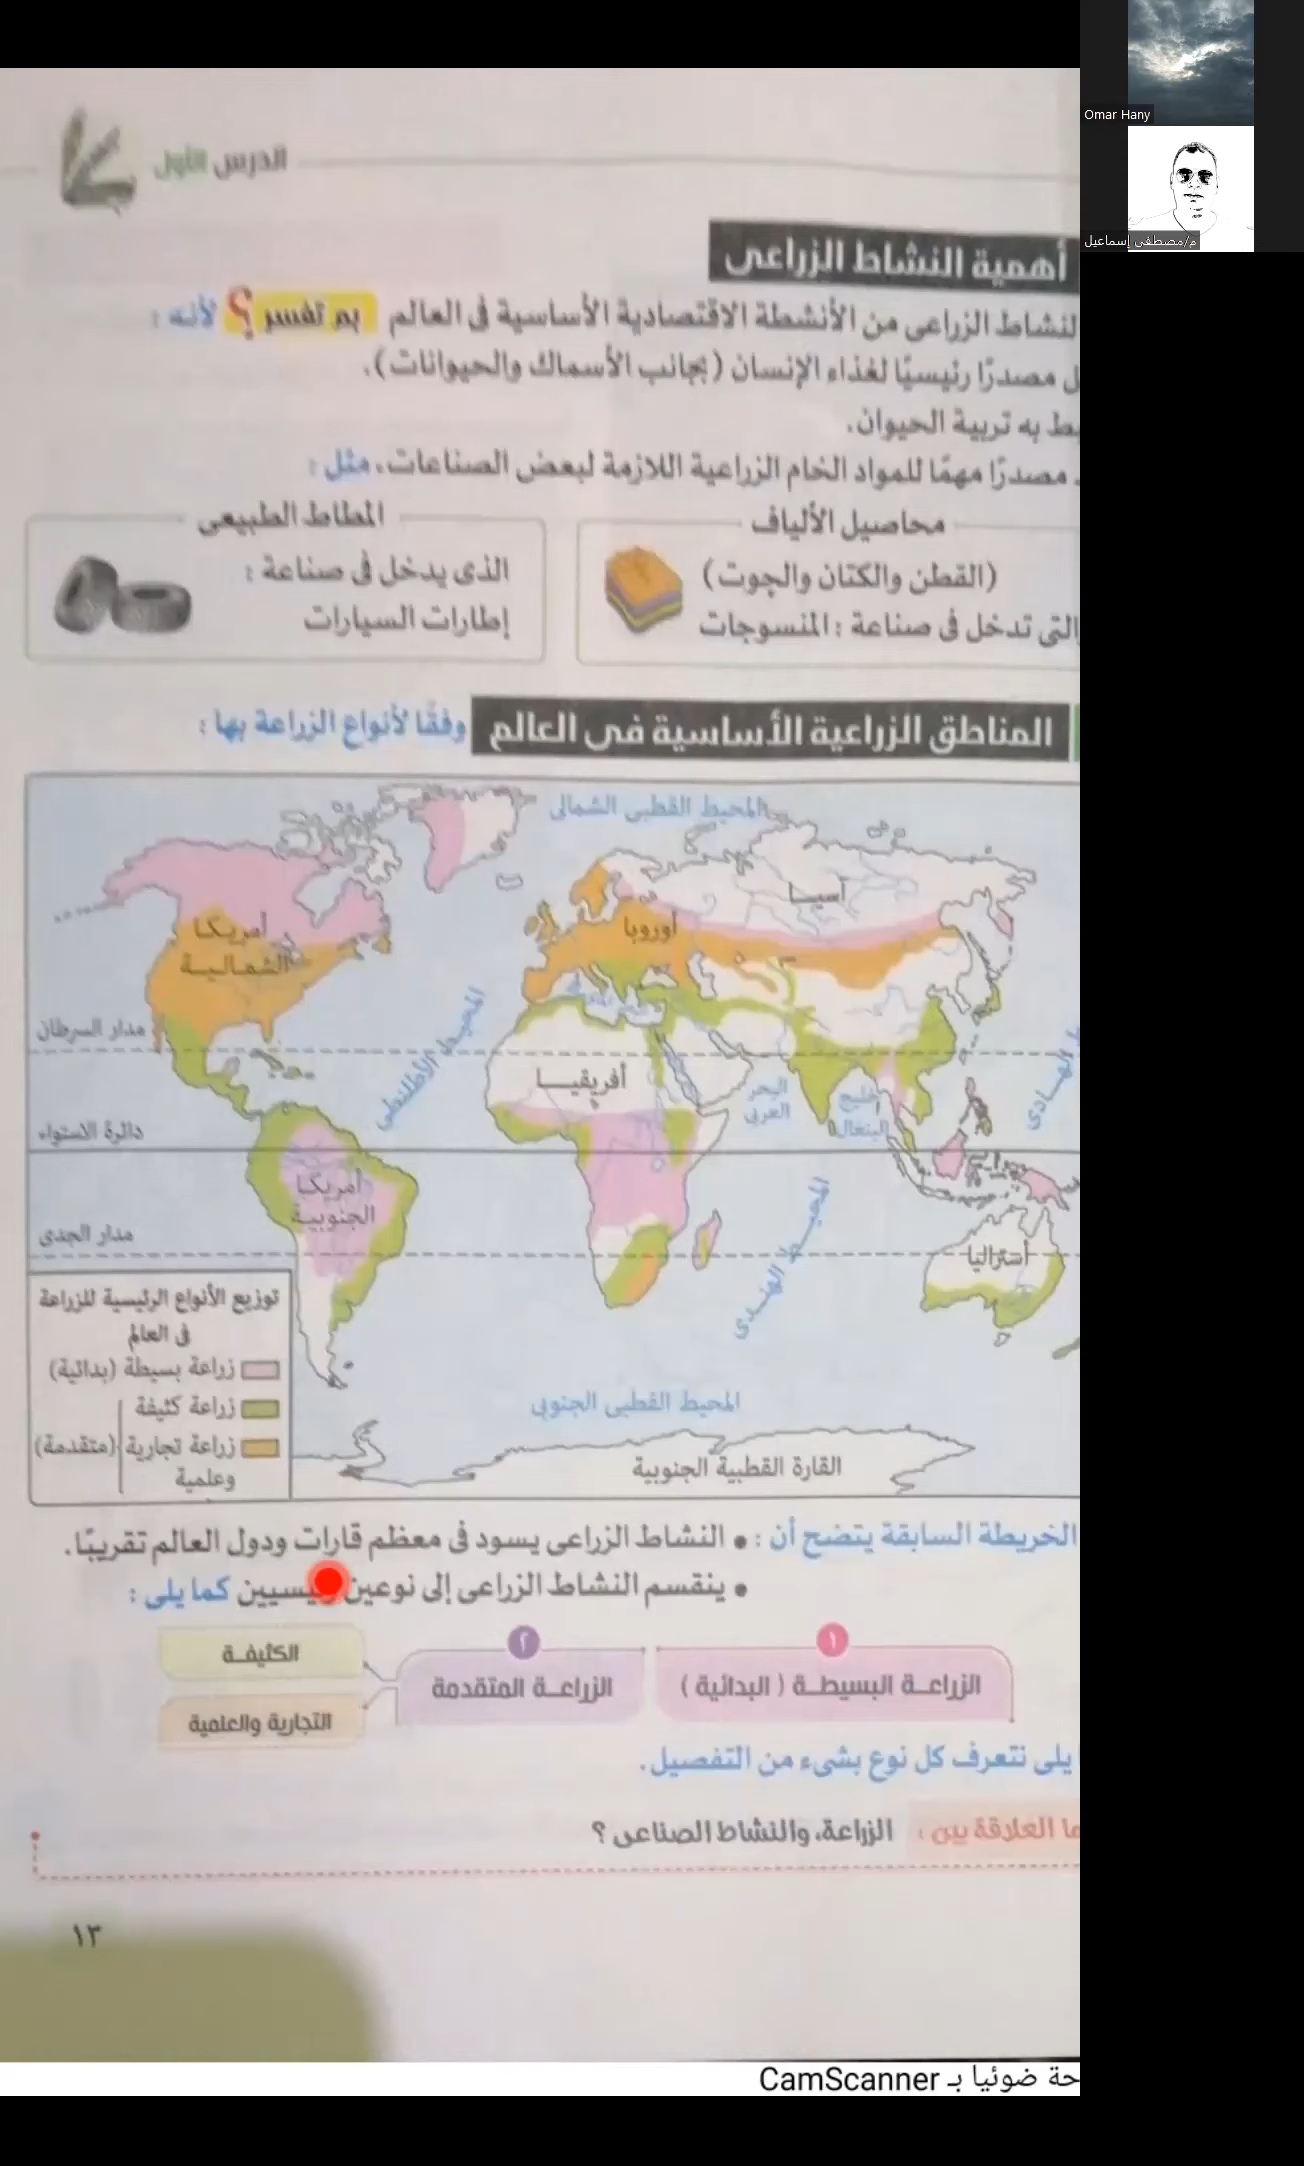 Omar Hany
م/مصطفى إسماعيل
الدرس الأول
أهمية النشاط الزراعى
لنشاط الزراعى من الأنشطة الاقتصادية الأساسية فى العالم بم تفسر ؟ لأنه :
ل مصدرًا رئيسيًا لغذاء الإنسان (بجانب الأسماك والحيوانات).
بط به تربية الحيوان.
مصدرًا مهمًا للمواد الخام الزراعية اللازمة لبعض الصناعات، مثل :
محاصيل الألياف
(القطن والكتان والجوت)
التى تدخل فى صناعة : المنسوجات
المطاط الطبيعى
الذى يدخل فى صناعة :
إطارات السيارات
المناطق الزراعية الأساسية فى العالم وفقًا لأنواع الزراعة بها :
المحيط القطبى الشمالى
آسيا
أوروبا
أمريكا
الشمالية
المحيط الأطلنطى
مدار السرطان
أفريقيا
البحر
العربى
خليج
البنغال
الهادى
دائرة الاستواء
أمريكا
الجنوبية
المحيط الهندى
مدار الجدى
أستراليا
توزيع الأنواع الرئيسية للزراعة
فى العالم
زراعة بسيطة (بدائية)
زراعة كثيفة
زراعة تجارية (متقدمة)
وعلمية
المحيط القطبى الجنوبى
القارة القطبية الجنوبية
الخريطة السابقة يتضح أن : • النشاط الزراعى يسود فى معظم قارات ودول العالم تقريبًا.
• ينقسم النشاط الزراعى إلى نوعين رئيسيين كما يلى :
١
الزراعة البسيطة (البدائية)
٢
الزراعة المتقدمة
الكثيفة
التجارية والعلمية
يلى نتعرف كل نوع بشىء من التفصيل.
ما العلاقة بين : الزراعة، والنشاط الصناعى ؟
١٣
حة ضوئيا بـ CamScanner